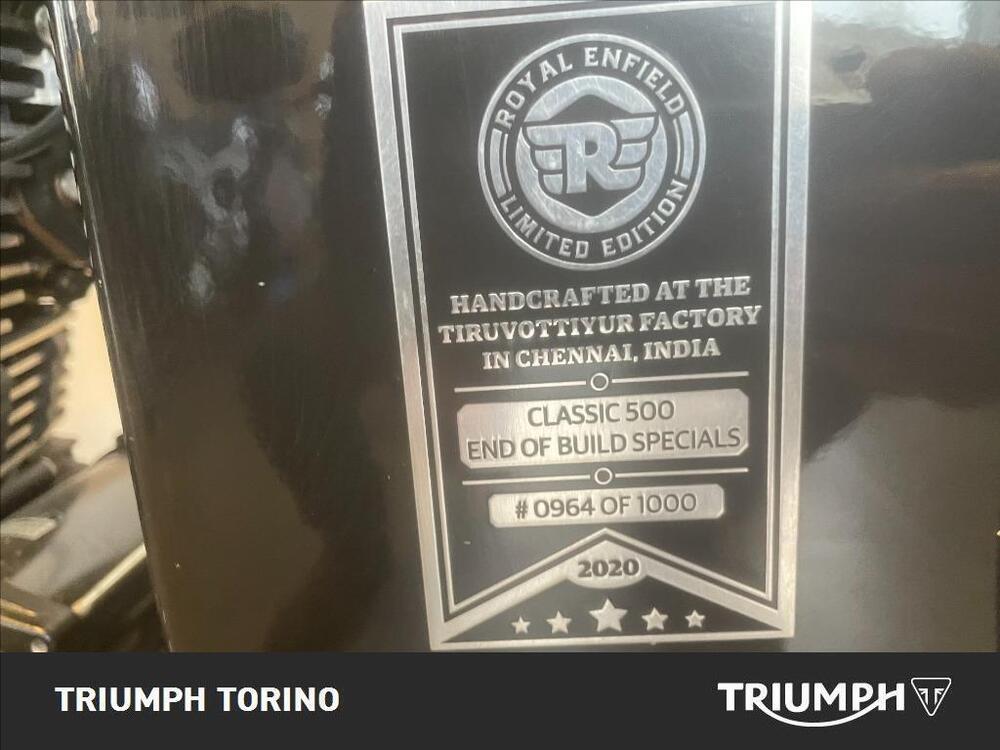 ROYAL ENFIELD
R
LIMITED EDITION
HANDCRAFTED AT THE
TIRUVOTTIYUR FACTORY
IN CHENNAI, INDIA
CLASSIC 500
END OF BUILD SPECIALS
# 0964 OF 1000
2020
TRIUMPH TORINO
TRIUMPH